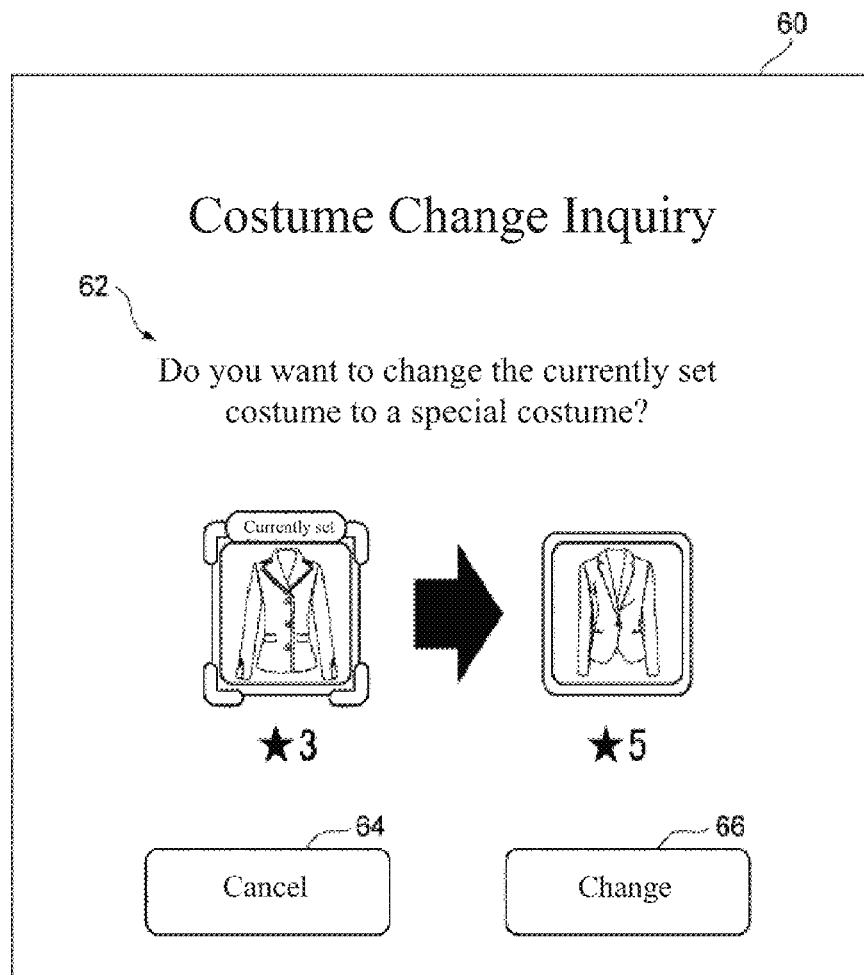 60
Costume Change Inquiry
62
Do you want to change the currently set
costume to a special costume?
Currently set
★3
★5
64
66
Cancel
Change